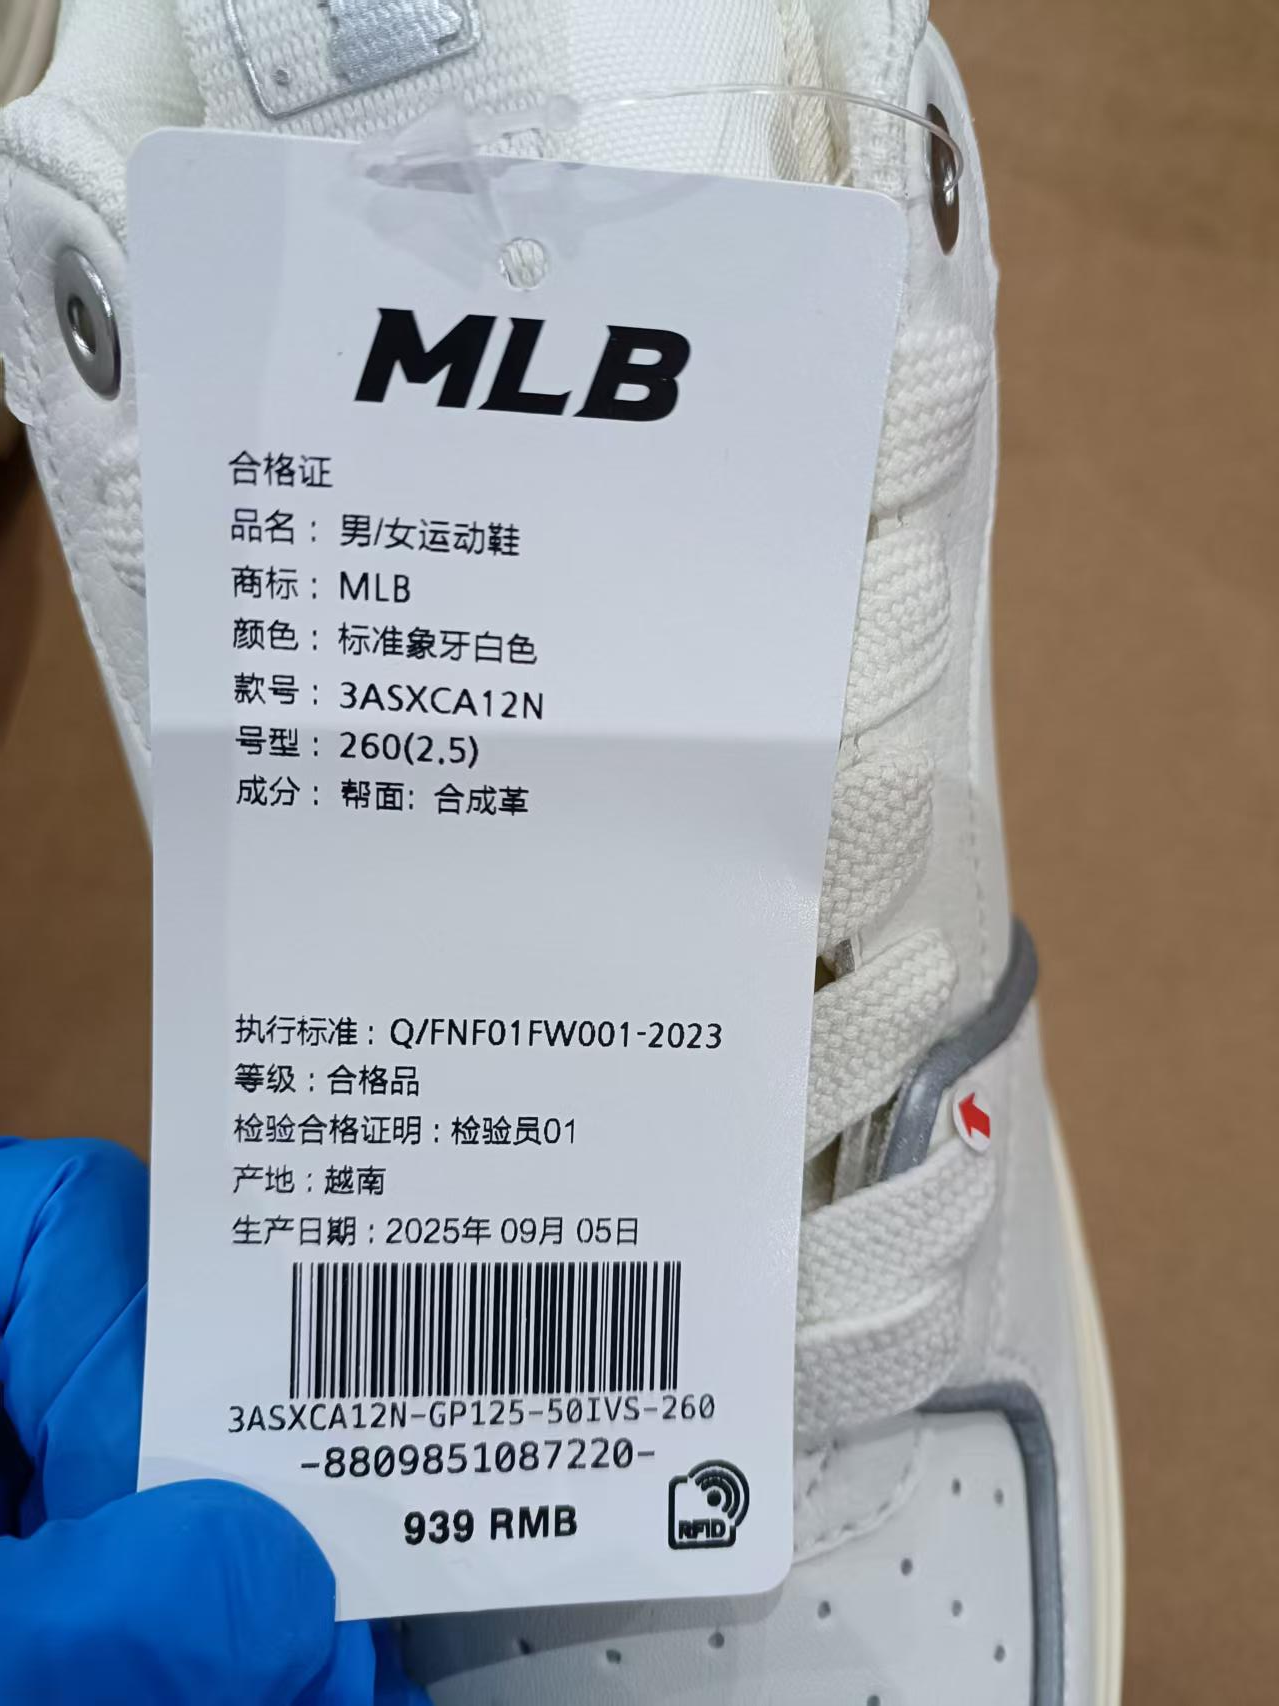 MLB
合格证
品名：男/女运动鞋
商标：MLB
颜色：标准象牙白色
款号：3ASXCA12N
号型：260(2.5)
成分：帮面: 合成革
执行标准：Q/FNF01FW001-2023
等级：合格品
检验合格证明：检验员01
产地：越南
生产日期：2025年 09月 05日
3ASXCA12N-GP125-50IVS-260
-8809851087220-
939 RMB
RFID